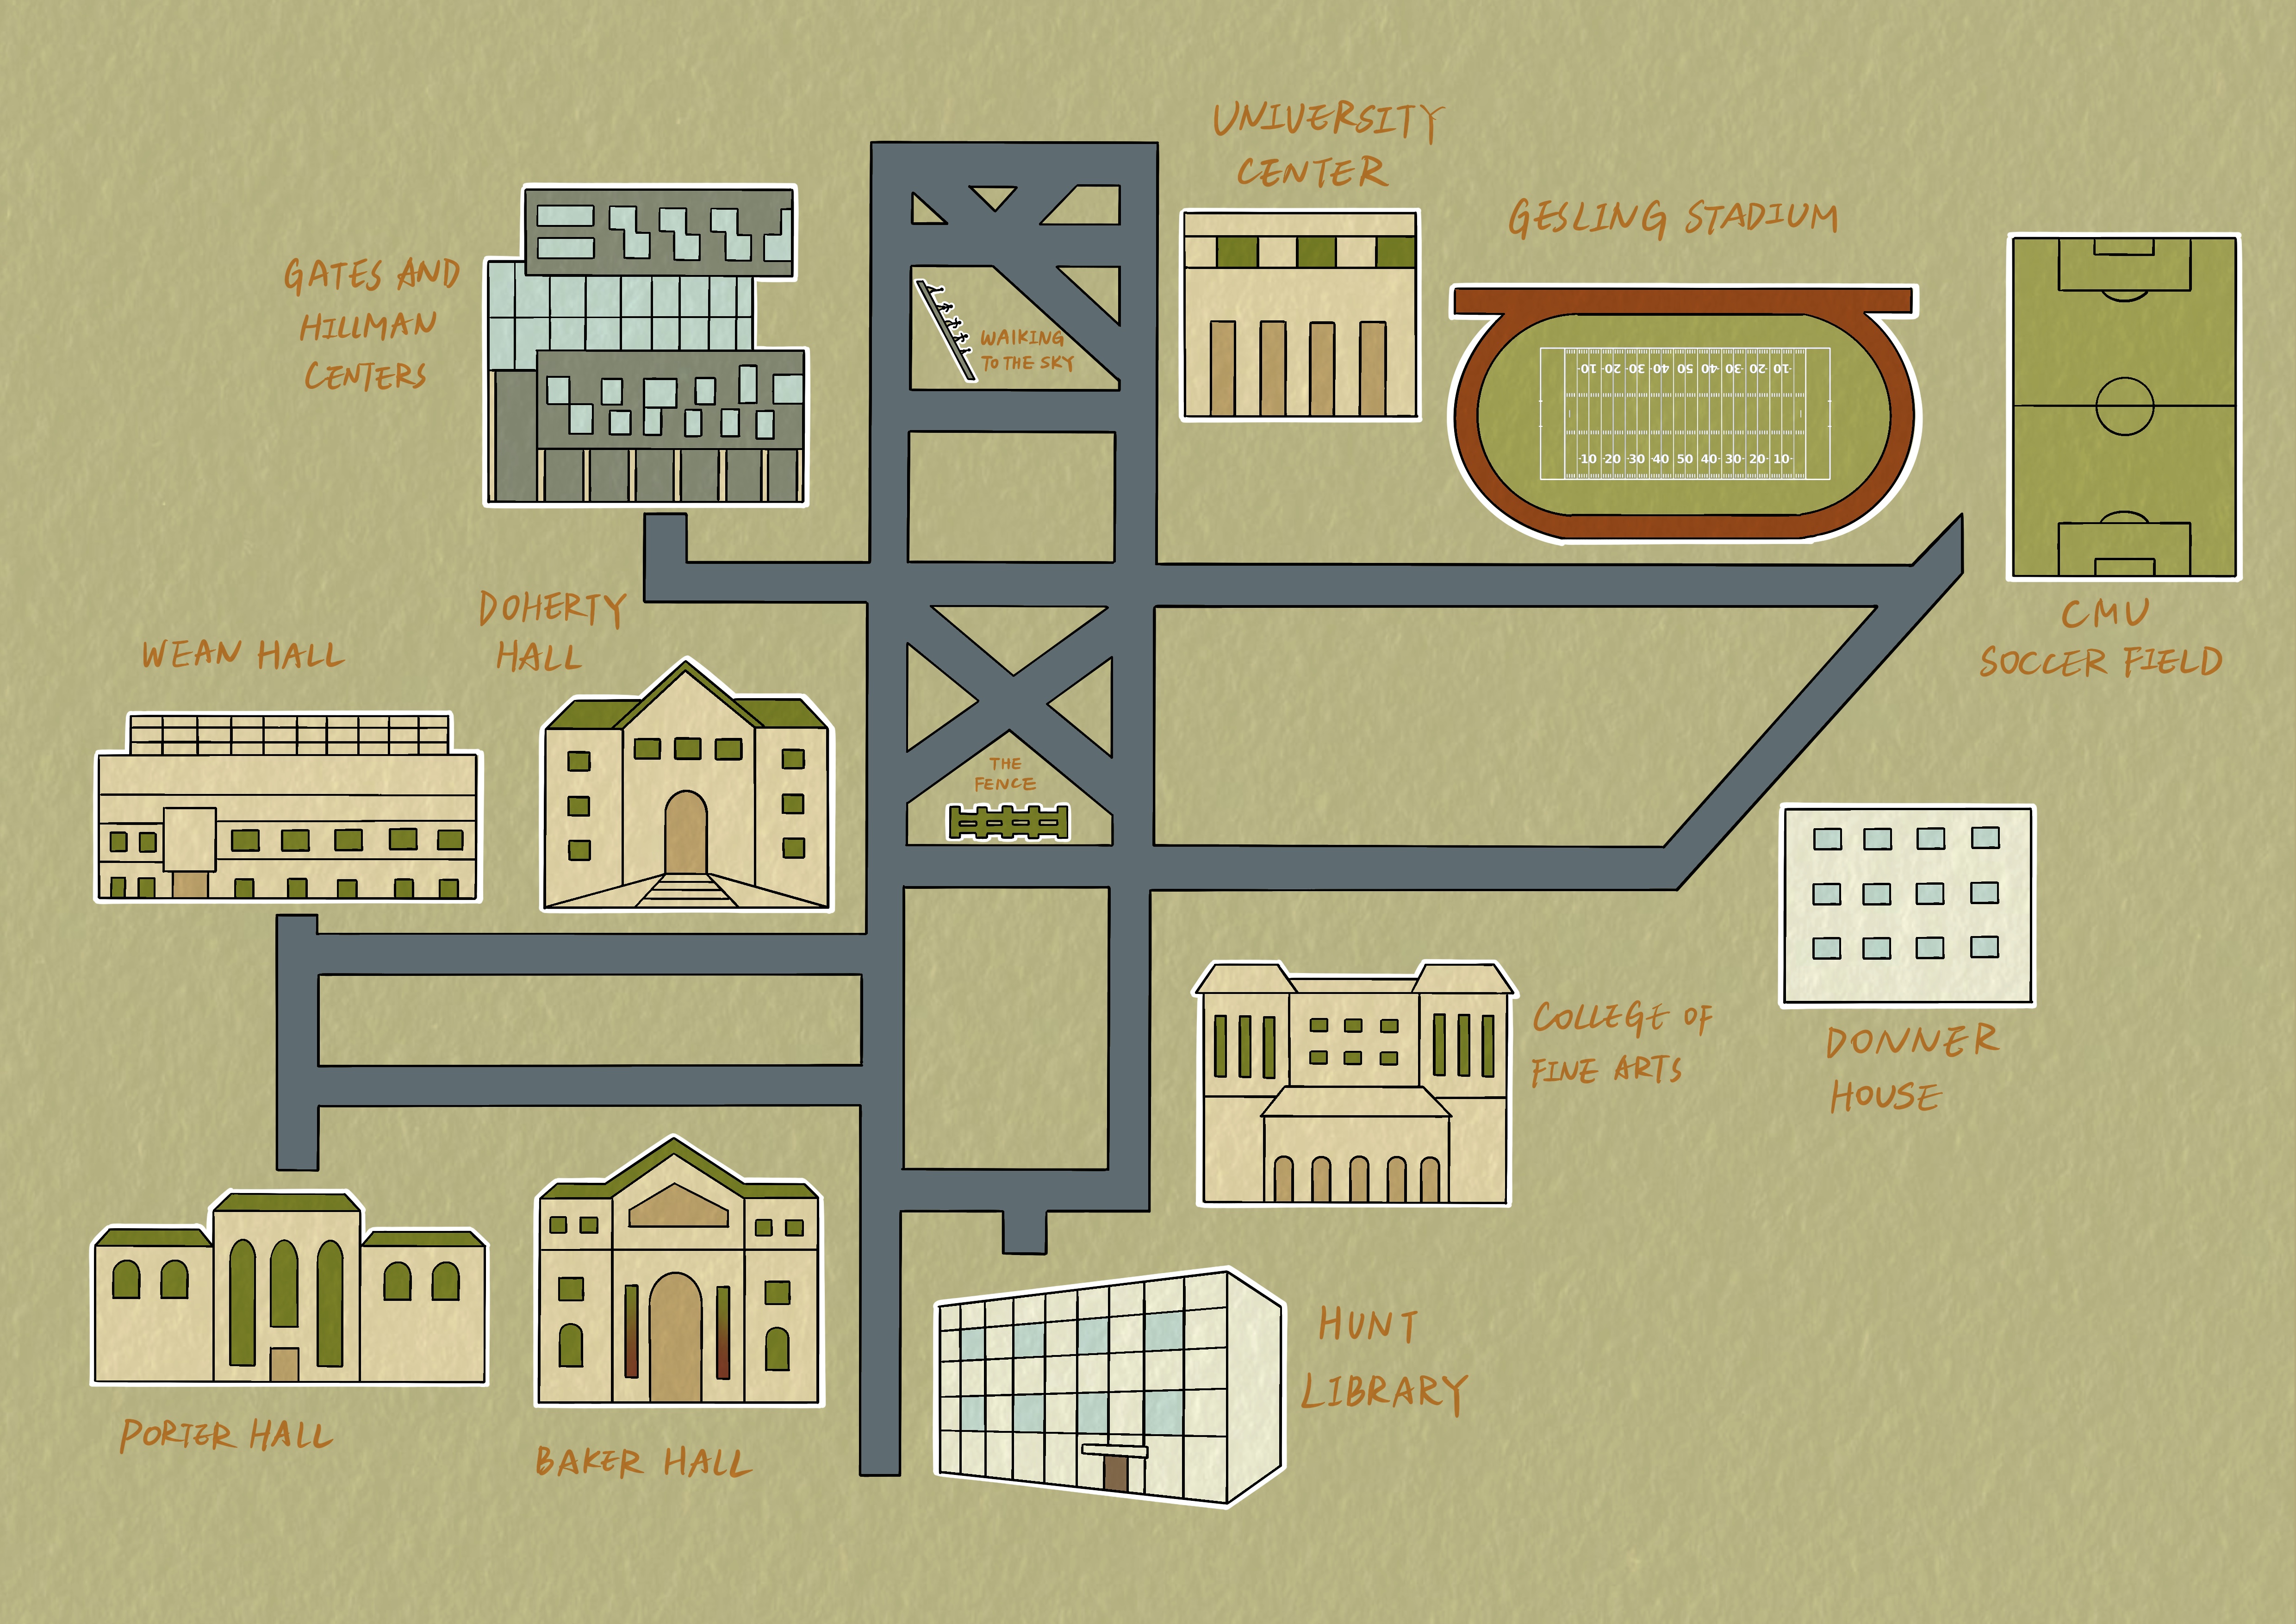 UNIVERSITY
CENTER
GESLING STADIUM
GATES AND
HILLMAN
CENTERS
WALKING
TO THE SKY
10 20 30 40 50 40 30 20 10
10 20 30 40 50 40 30 20 10
DOHERTY
HALL
WEAN HALL
CMU
SOCCER FIELD
THE
FENCE
COLLEGE OF
FINE ARTS
DONNER
HOUSE
HUNT
LIBRARY
PORTER HALL
BAKER HALL